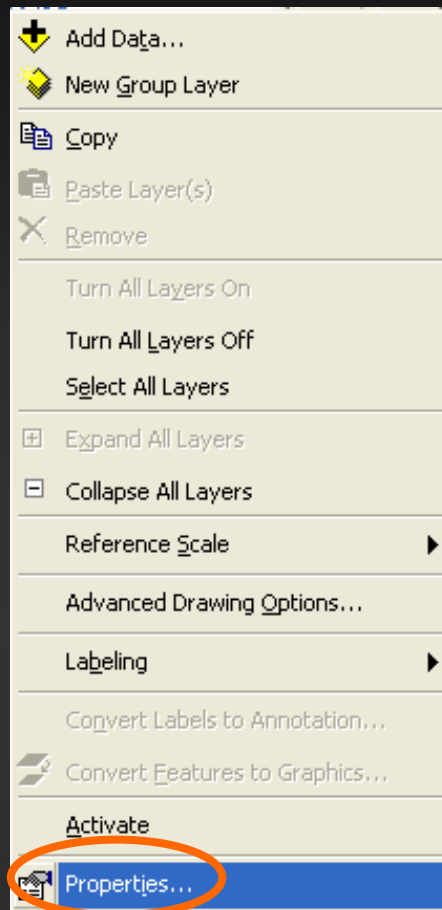 Add Data...
New Group Layer
Copy
Paste Layer(s)
Remove
Turn All Layers On
Turn All Layers Off
Select All Layers
Expand All Layers
Collapse All Layers
Reference Scale
Advanced Drawing Options...
Labeling
Convert Labels to Annotation...
Convert Features to Graphics...
Activate
Properties...